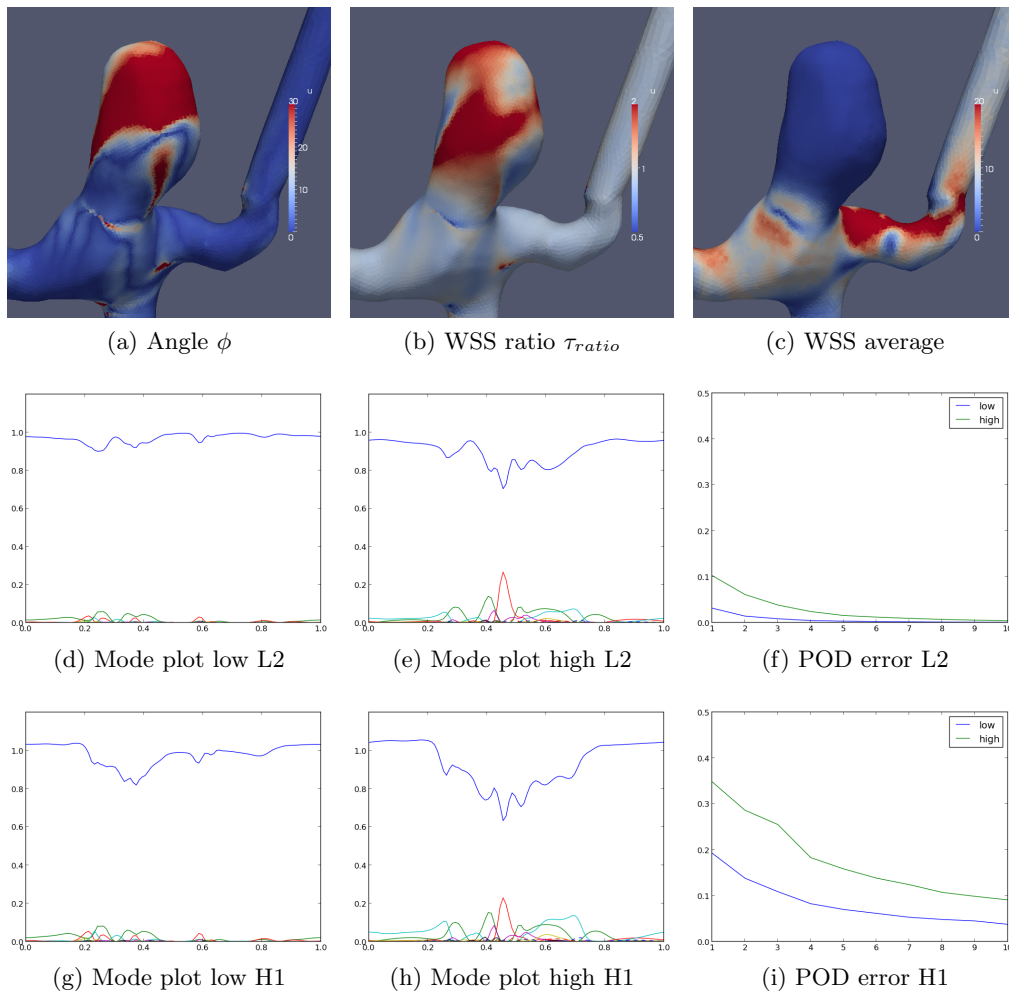 u
30
20
10
0
(a) Angle ϕ
u
2
1
0.5
(b) WSS ratio τ_ratio
u
20
10
0
(c) WSS average
1.0
0.8
0.6
0.4
0.2
0.0
0.0 0.2 0.4 0.6 0.8 1.0
(d) Mode plot low L2
1.0
0.8
0.6
0.4
0.2
0.0
0.0 0.2 0.4 0.6 0.8 1.0
(e) Mode plot high L2
0.5
0.4
0.3
0.2
0.1
0.0
1 2 3 4 5 6 7 8 9 10
low
high
(f) POD error L2
1.0
0.8
0.6
0.4
0.2
0.0
0.0 0.2 0.4 0.6 0.8 1.0
(g) Mode plot low H1
1.0
0.8
0.6
0.4
0.2
0.0
0.0 0.2 0.4 0.6 0.8 1.0
(h) Mode plot high H1
0.5
0.4
0.3
0.2
0.1
0.0
1 2 3 4 5 6 7 8 9 10
low
high
(i) POD error H1